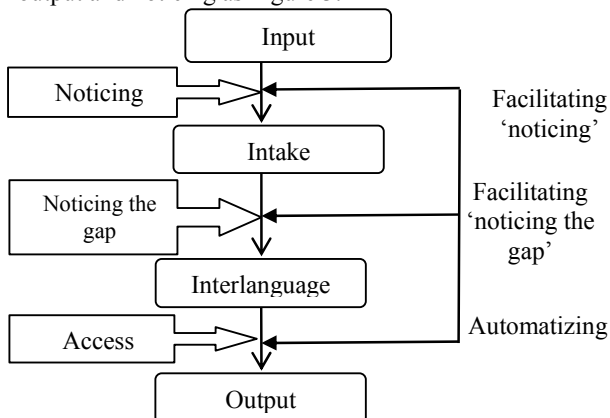 output and noticing as Figure
Input
Noticing
Facilitating
‘noticing’
Intake
Noticing the
gap
Facilitating
‘noticing the
gap’
Interlanguage
Automatizing
Access
Output